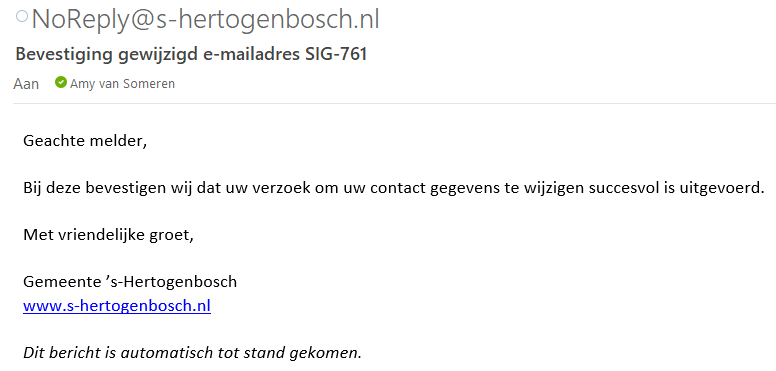 NoReply@s-hertogenbosch.nl
Bevestiging gewijzigd e-mailadres SIG-761
Aan Amy van Someren
Geachte melder,
Bij deze bevestigen wij dat uw verzoek om uw contact gegevens te wijzigen succesvol is uitgevoerd.
Met vriendelijke groet,
Gemeente ’s-Hertogenbosch
www.s-hertogenbosch.nl
Dit bericht is automatisch tot stand gekomen.